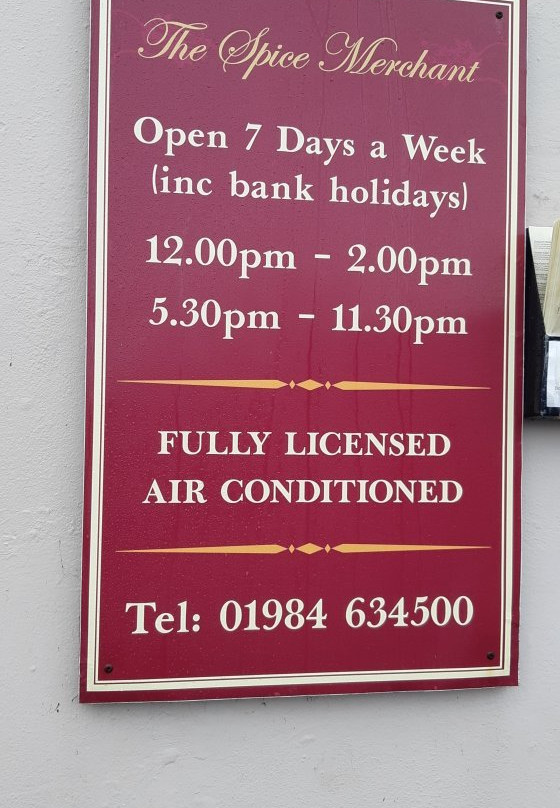 The Spice Merchant
Open 7 Days a Week
(inc bank holidays)
12.00pm – 2.00pm
5.30pm – 11.30pm
FULLY LICENSED
AIR CONDITIONED
Tel: 01984 634500